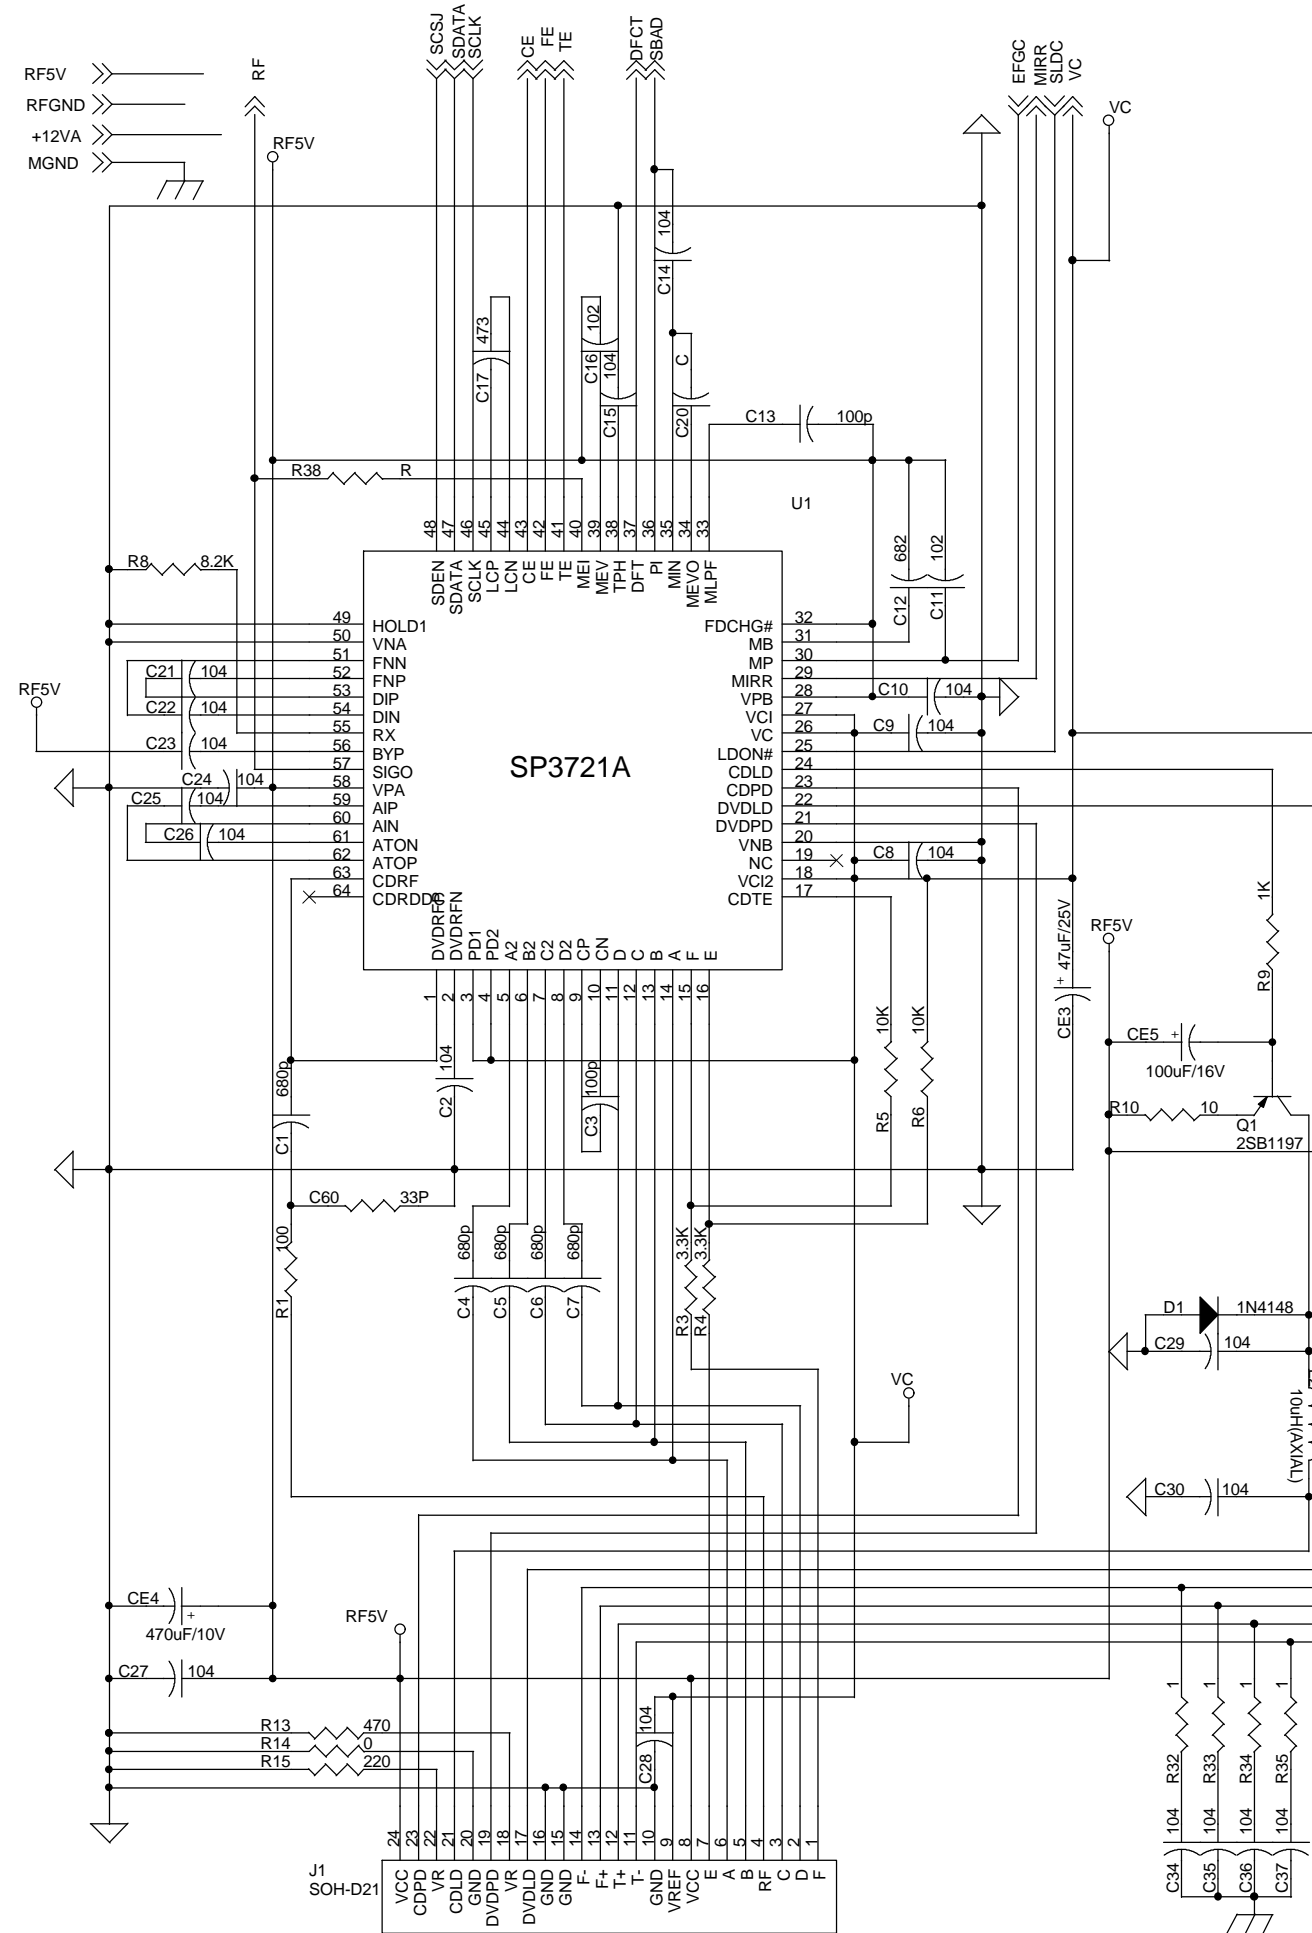 RF5V
RFGND
+12VA
MGND
RF
RF5V
SCSJ
SDATA
SCLK
CE
FE
TE
DFCT
SBAD
EFGC
MIRR
SLDC
VC
VC
104
C14
473
C17
102
C16
104
C15
C
C20
C13
100p
R38
R
U1
682
C12
102
C11
R8
8.2K
48
47
46
45
44
43
42
41
40
39
38
37
36
35
34
33
SDEN
SDATA
SCLK
LCP
LCN
CE
FE
TE
MEI
MEV
TPH
DFT
PI
MIN
MEVO
MLPF
49 HOLD1
50 VNA
51 FNN
52 FNP
53 DIP
54 DIN
55 RX
56 BYP
57 SIGO
58 VPA
59 AIP
60 AIN
61 ATON
62 ATOP
63 CDRF
64 CDRDDC
FDCHG# 32
MB 31
MP 30
MIRR 29
VPB 28
VCI 27
VC 26
LDON# 25
CDLD 24
CDPD 23
DVDLD 22
DVDPD 21
VNB 20
NC 19
VCI2 18
CDTE 17
SP3721A
RF5V
C21 104
C22 104
C23 104
C24 104
C25 104
C26 104
C10 104
C9 104
C8 104
DVDRFP
DVDRFN
PD1
PD2
A2
B2
C2
D2
CP
CN
D
C
B
A
F
E
1
2
3
4
5
6
7
8
9
10
11
12
13
14
15
16
680p
C1
104
C2
100p
C3
10K
R5
10K
R6
+ 47uF/25V
CE3
RF5V
1K
R9
CE5 +
100uF/16V
R10 10
Q1
2SB1197
C60 33P
100
R1
680p
C4
680p
C5
680p
C6
680p
C7
3.3K
R3
3.3K
R4
D1 1N4148
C29 104
10uH(AXIAL)
C30 104
VC
CE4
+
470uF/10V
C27 104
RF5V
R13 470
R14 0
R15 220
104
C28
1
R32
1
R33
1
R34
1
R35
104
C34
104
C35
104
C36
104
C37
24
23
22
21
20
19
18
17
16
15
14
13
12
11
10
9
8
7
6
5
4
3
2
1
J1
SOH-D21
VCC
CDPD
VR
CDLD
GND
DVDPD
VR
DVDLD
GND
GND
F-
F+
T+
T-
GND
VREF
VCC
E
A
B
RF
C
D
F